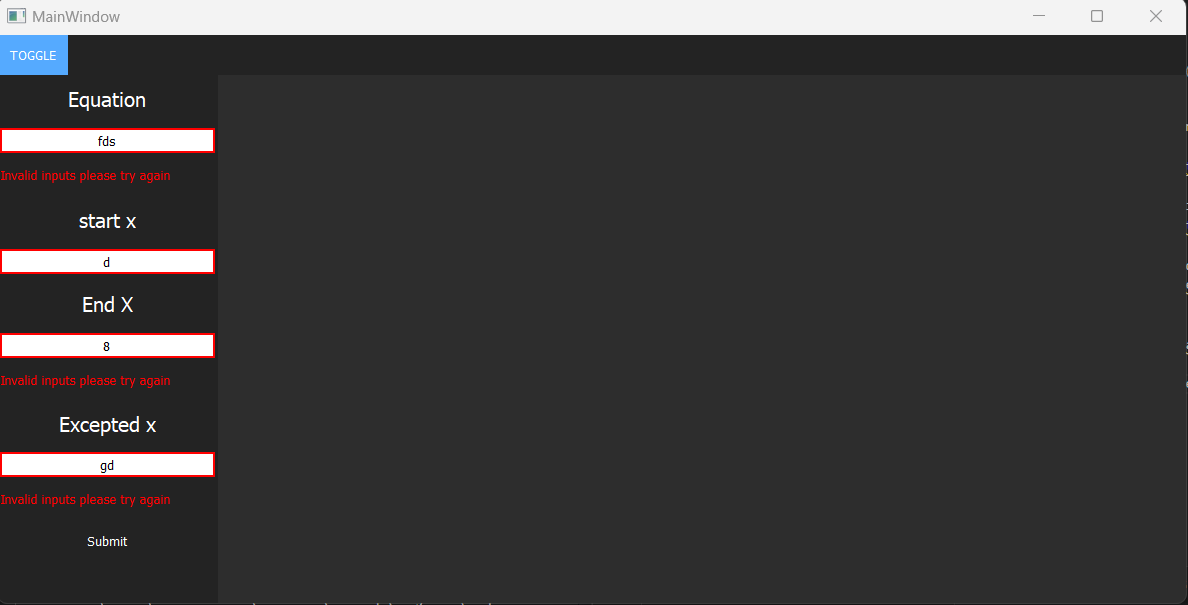 MainWindow
TOGGLE
Equation
fds
Invalid inputs please try again
start x
d
End X
8
Invalid inputs please try again
Excepted x
gd
Invalid inputs please try again
Submit